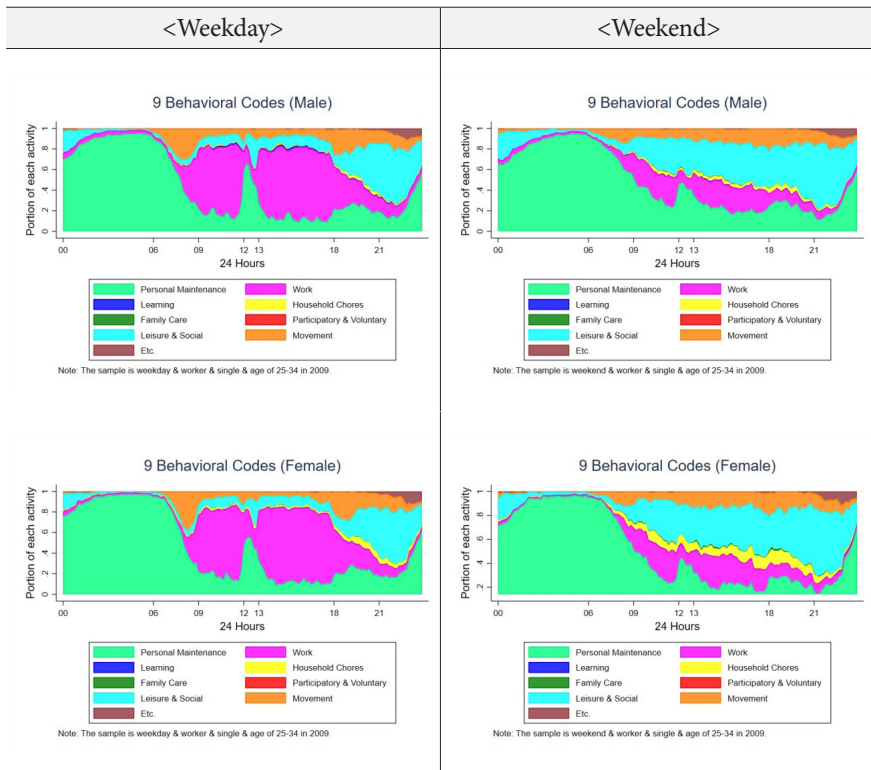 <Weekday>
<Weekend>
9 Behavioral Codes (Male)
Portion of each activity
1
.8
.6
.4
.2
0
00 06 09 12 13 18 21
24 Hours
Personal Maintenance Work
Learning Household Chores
Family Care Participatory & Voluntary
Leisure & Social Movement
Etc.
Note: The sample is weekday & worker & single & age of 25-34 in 2009.
9 Behavioral Codes (Male)
Portion of each activity
1
.8
.6
.4
.2
0
00 06 09 12 13 18 21
24 Hours
Personal Maintenance Work
Learning Household Chores
Family Care Participatory & Voluntary
Leisure & Social Movement
Etc.
Note: The sample is weekend & worker & single & age of 25-34 in 2009.
9 Behavioral Codes (Female)
Portion of each activity
1
.8
.6
.4
.2
0
00 06 09 12 13 18 21
24 Hours
Personal Maintenance Work
Learning Household Chores
Family Care Participatory & Voluntary
Leisure & Social Movement
Etc.
Note: The sample is weekday & worker & single & age of 25-34 in 2009.
9 Behavioral Codes (Female)
Portion of each activity
1
.8
.6
.4
.2
00 06 09 12 13 18 21
24 Hours
Personal Maintenance Work
Learning Household Chores
Family Care Participatory & Voluntary
Leisure & Social Movement
Etc.
Note: The sample is weekend & worker & single & age of 25-34 in 2009.